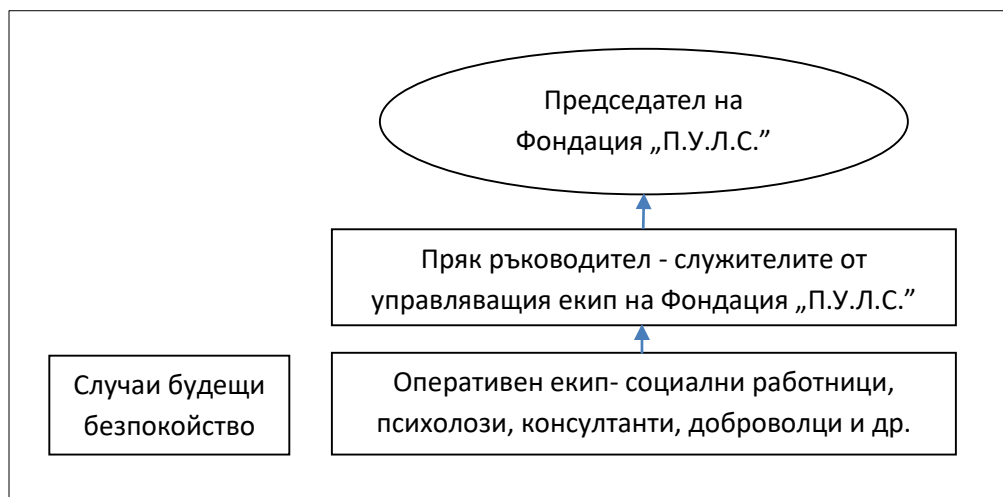 Председател на
Фондация „П.У.Л.С.”
Пряк ръководител - служителите от
управляващия екип на Фондация „П.У.Л.С.”
Случаи будещи
безпокойство
Оперативен екип- социални работници,
психолози, консултанти, доброволци и др.